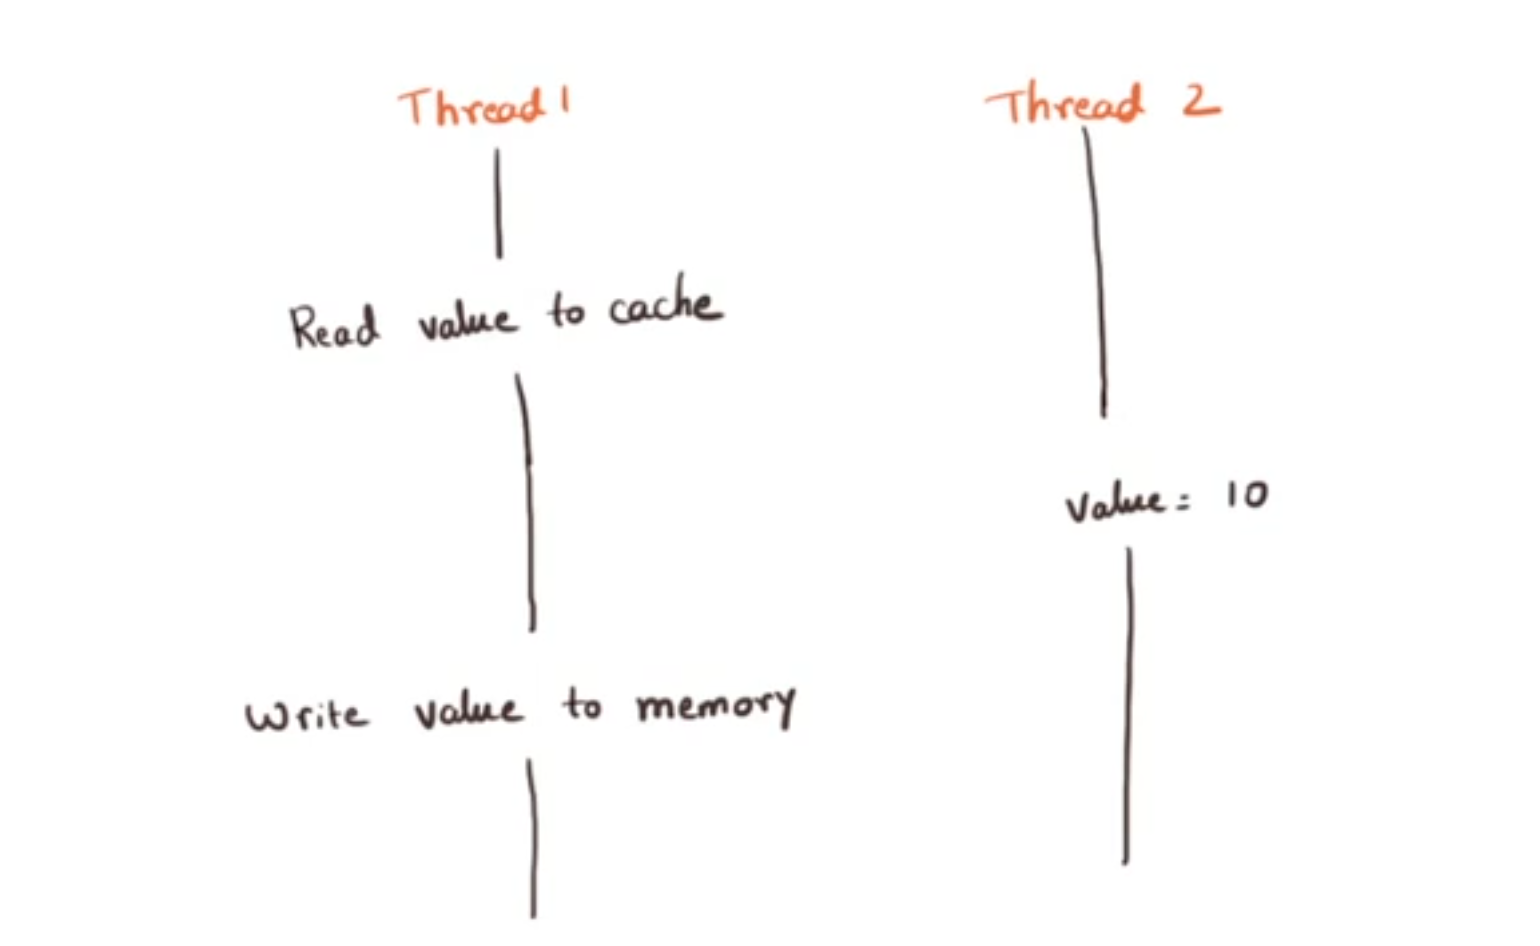 Thread 1
Thread 2
Read value to cache
Value = 10
Write value to memory